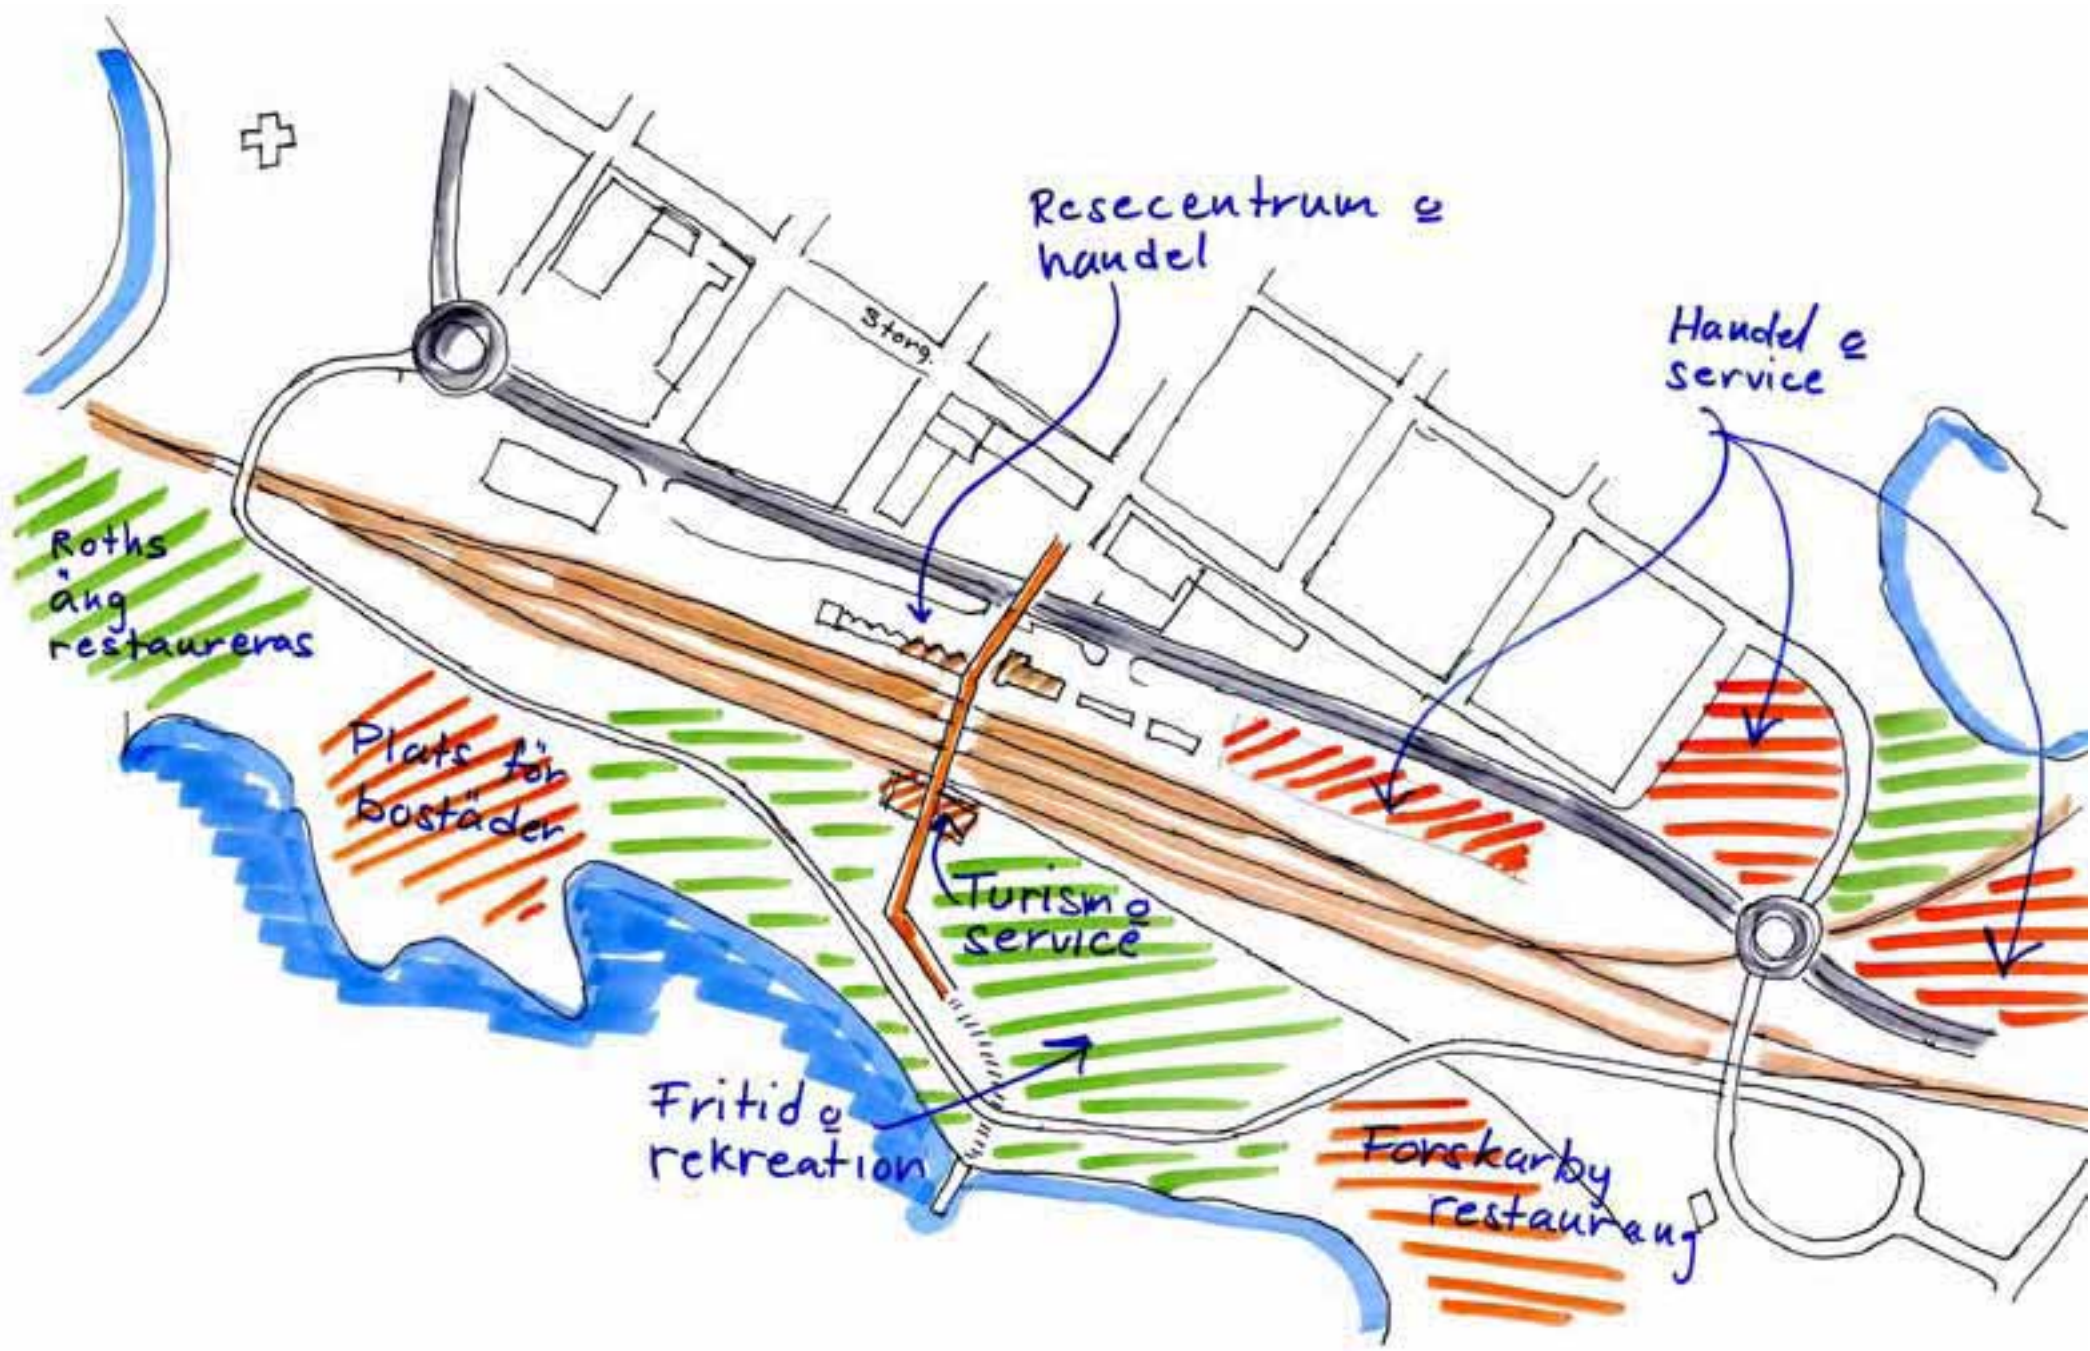 Resecentrum o
handel
Handel o
service
Storg.
Roths
äng
restaureras
Plats för
bostäder
Turism o
service
Fritid o
rekreation
Forskarby
restaurang